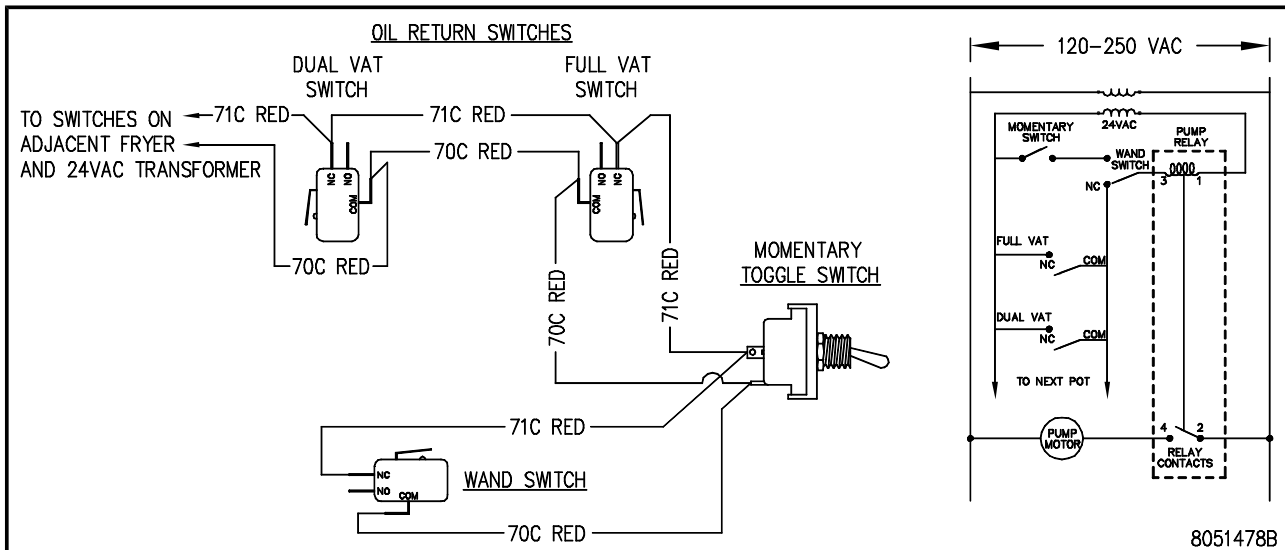 OIL RETURN SWITCHES
DUAL VAT
SWITCH
FULL VAT
SWITCH
TO SWITCHES ON
ADJACENT FRYER
AND 24VAC TRANSFORMER
71C RED
71C RED
70C RED
70C RED
NC
NO
COM
NO
NC
COM
70C RED
71C RED
MOMENTARY
TOGGLE SWITCH
71C RED
NC
NO
COM
WAND SWITCH
70C RED
120-250 VAC
24VAC
MOMENTARY
SWITCH
PUMP
RELAY
WAND
SWITCH
NC
3
1
FULL VAT
NC
COM
DUAL VAT
NC
COM
TO NEXT POT
PUMP
MOTOR
4
2
RELAY
CONTACTS
8051478B